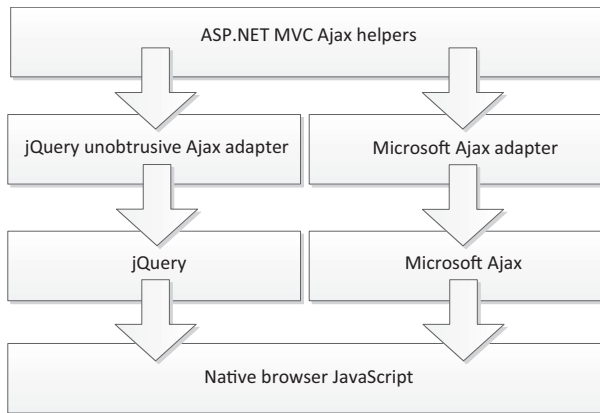 ASP.NET MVC Ajax helpers
jQuery unobtrusive Ajax adapter
Microsoft Ajax adapter
jQuery
Microsoft Ajax
Native browser JavaScript